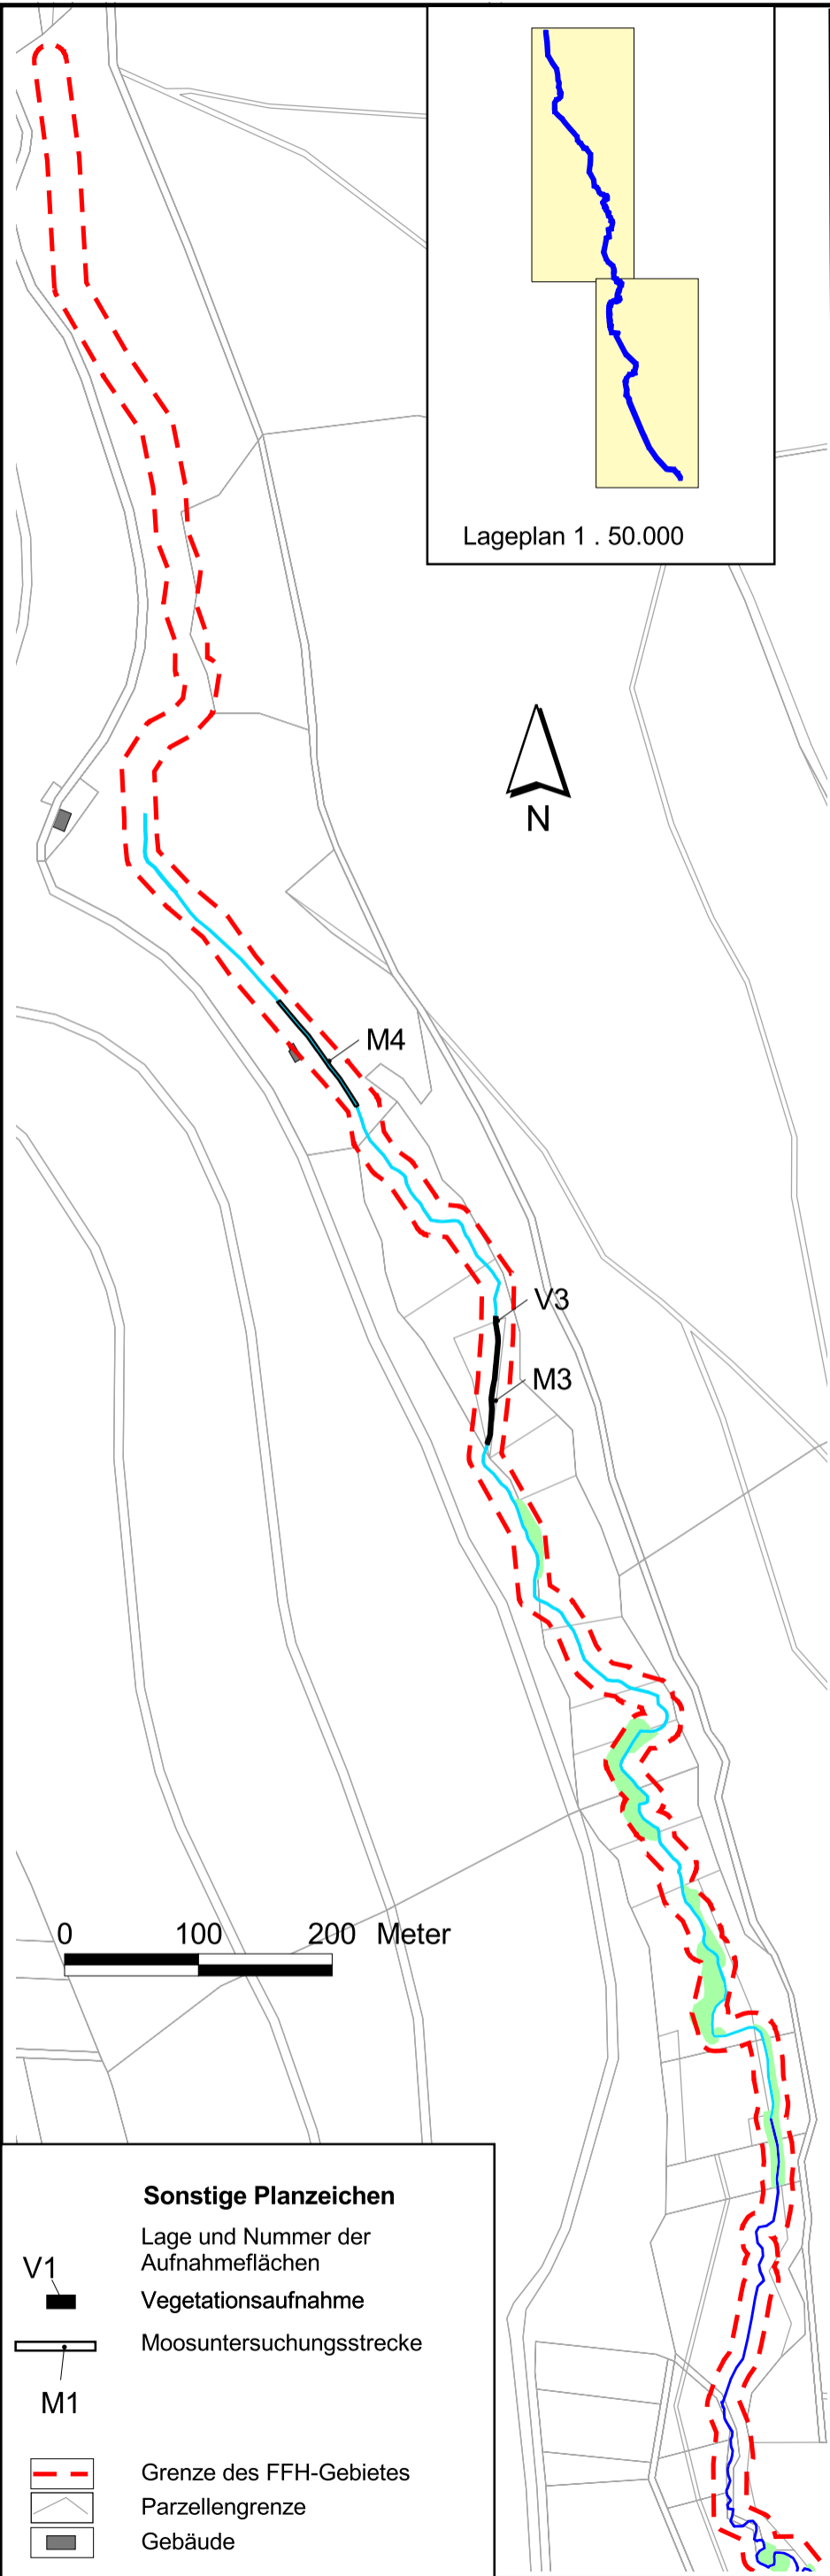 Lageplan 1 . 50.000
N
M4
V3
M3
0 100 200 Meter
Sonstige Planzeichen
Lage und Nummer der
Aufnahmeflächen
V1
Vegetationsaufnahme
Moosuntersuchungsstrecke
M1
Grenze des FFH-Gebietes
Parzellengrenze
Gebäude